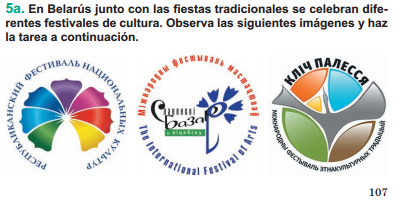 5a. En Belarús junto con las fiestas tradicionales se celebran dife-
rentes festivales de cultura. Observa las siguientes imágenes y haz
la tarea a continuación.
РЕСПУБЛИКАНСКИЙ ФЕСТИВАЛЬ НАЦИОНАЛЬНЫХ КУЛЬТУР
Міжнародны фестываль мастацтваў
Славянскі
базар
у віцебску
The International Festival of Arts
КЛІЧ ПАЛЕССЯ
МІЖНАРОДНЫ ФЕСТЫВАЛЬ ЭТНАКУЛЬТУРНЫХ ТРАДЫЦЫЙ
107